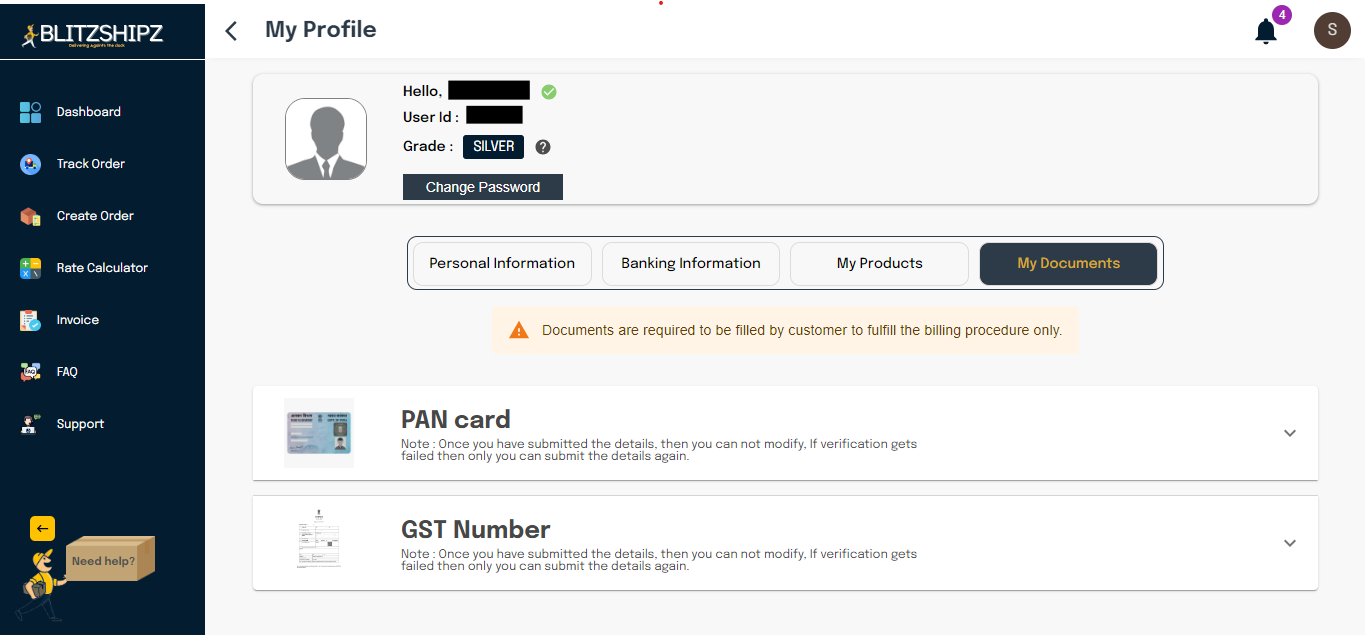 BLITZSHIPZ
Delivering Againts The clock
My Profile
4
S
Dashboard
Track Order
Create Order
Rate Calculator
Invoice
FAQ
Support
Need help?
Hello,
User Id :
Grade : SILVER ?
Change Password
Personal Information
Banking Information
My Products
My Documents
Documents are required to be filled by customer to fulfill the billing procedure only.
PAN card
Note : Once you have submitted the details, then you can not modify, If verification gets
failed then only you can submit the details again.
GST Number
Note : Once you have submitted the details, then you can not modify, If verification gets
failed then only you can submit the details again.